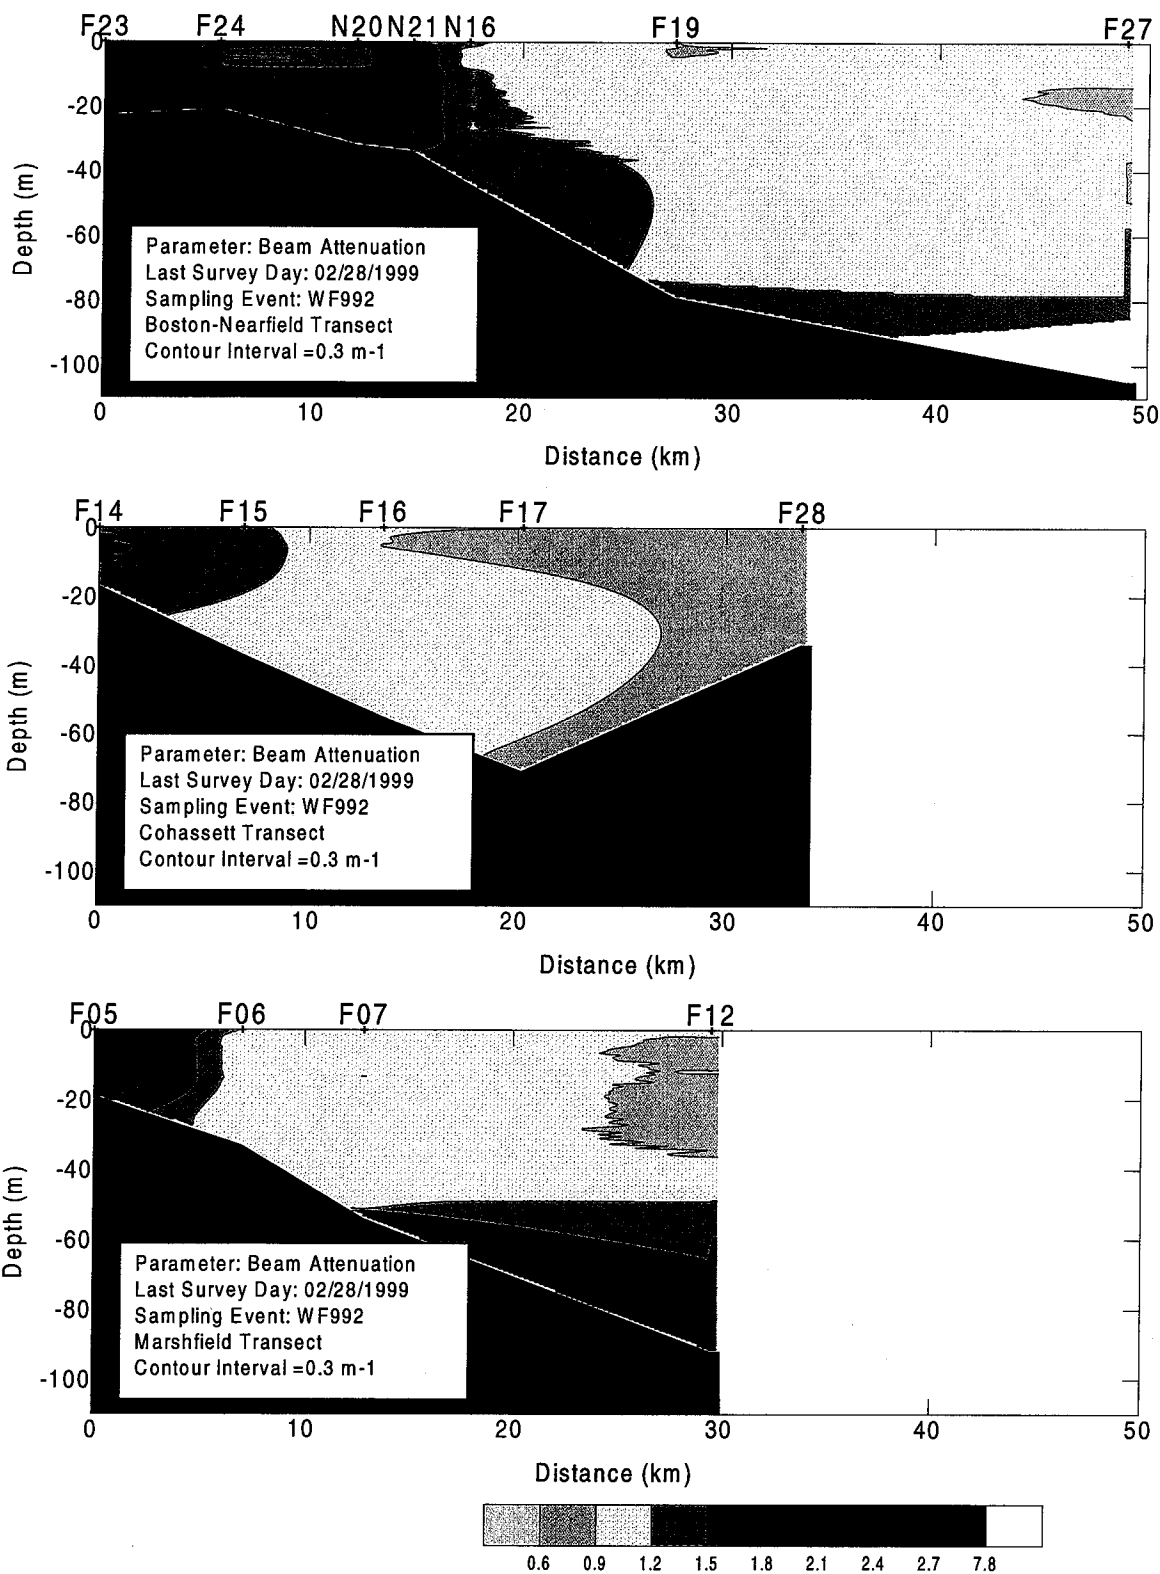 F23 F24 N20 N21 N16 F19 F27
0
-20
-40
-60
-80
-100
Depth (m)
Parameter: Beam Attenuation
Last Survey Day: 02/28/1999
Sampling Event: WF992
Boston-Nearfield Transect
Contour Interval =0.3 m-1
0 10 20 30 40 50
Distance (km)
F14 F15 F16 F17 F28
0
-20
-40
-60
-80
-100
Depth (m)
Parameter: Beam Attenuation
Last Survey Day: 02/28/1999
Sampling Event: WF992
Cohassett Transect
Contour Interval =0.3 m-1
0 10 20 30 40 50
Distance (km)
F05 F06 F07 F12
0
-20
-40
-60
-80
-100
Depth (m)
Parameter: Beam Attenuation
Last Survey Day: 02/28/1999
Sampling Event: WF992
Marshfield Transect
Contour Interval =0.3 m-1
0 10 20 30 40 50
Distance (km)
0.6 0.9 1.2 1.5 1.8 2.1 2.4 2.7 7.8